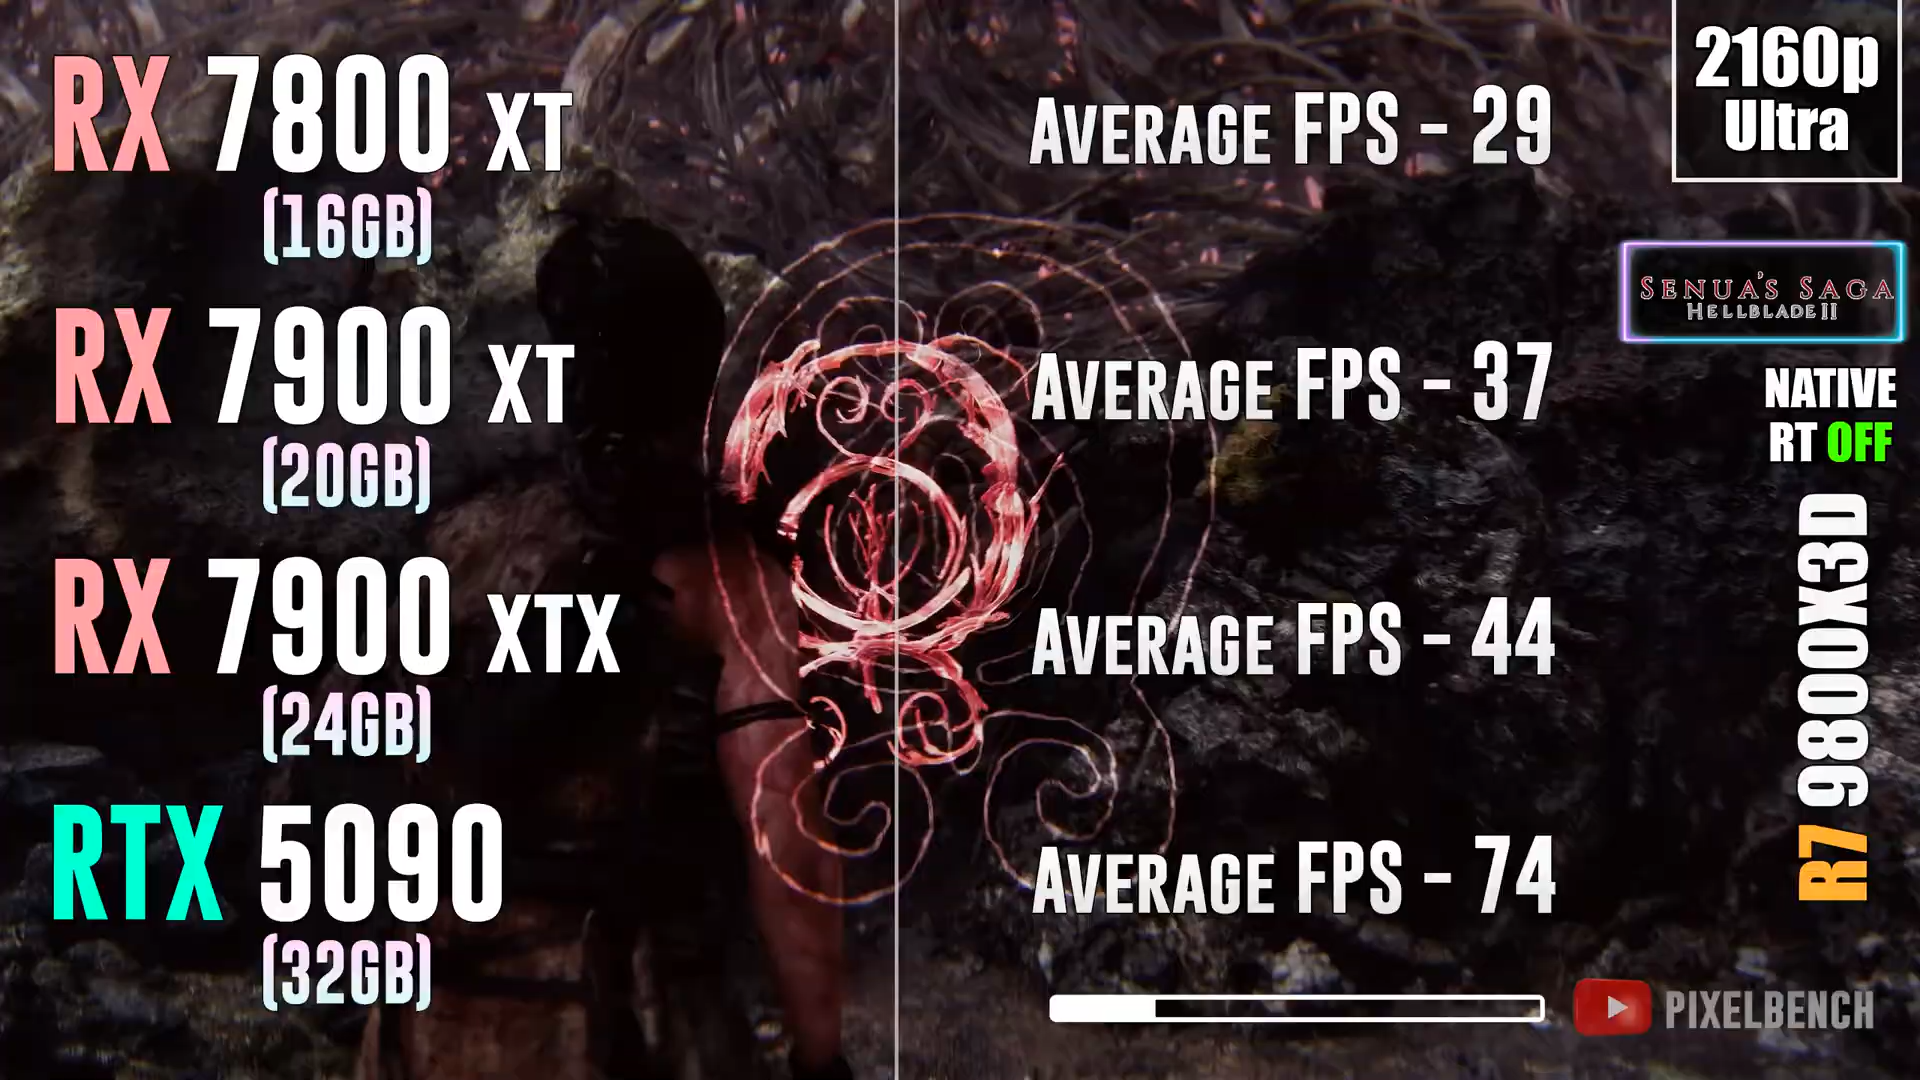 RX 7800 XT
(16GB)
Average FPS - 29
RX 7900 XT
(20GB)
Average FPS - 37
RX 7900 XTX
(24GB)
Average FPS - 44
RTX 5090
(32GB)
Average FPS - 74
2160p
Ultra
SENUA'S SAGA
HELLBLADE II
NATIVE
RT OFF
R7 9800X3D
PIXELBENCH